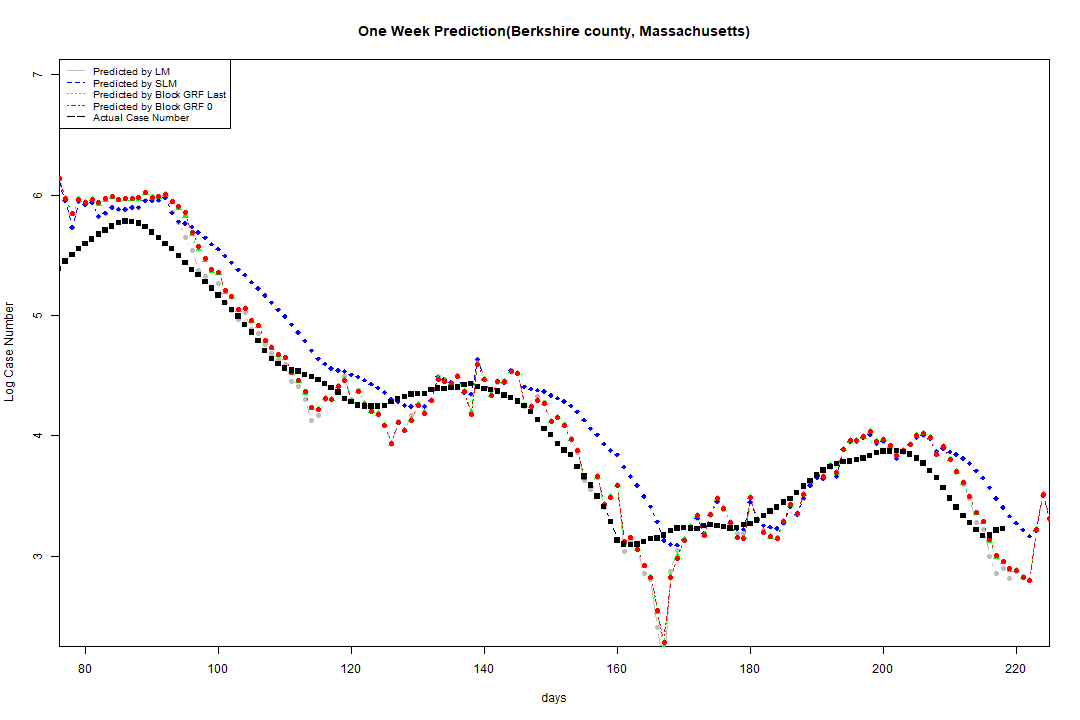 One Week Prediction(Berkshire county, Massachusetts)
Predicted by LM
Predicted by SLM
Predicted by Block GRF Last
Predicted by Block GRF 0
Actual Case Number
Log Case Number
7
6
5
4
3
80 100 120 140 160 180 200 220
days